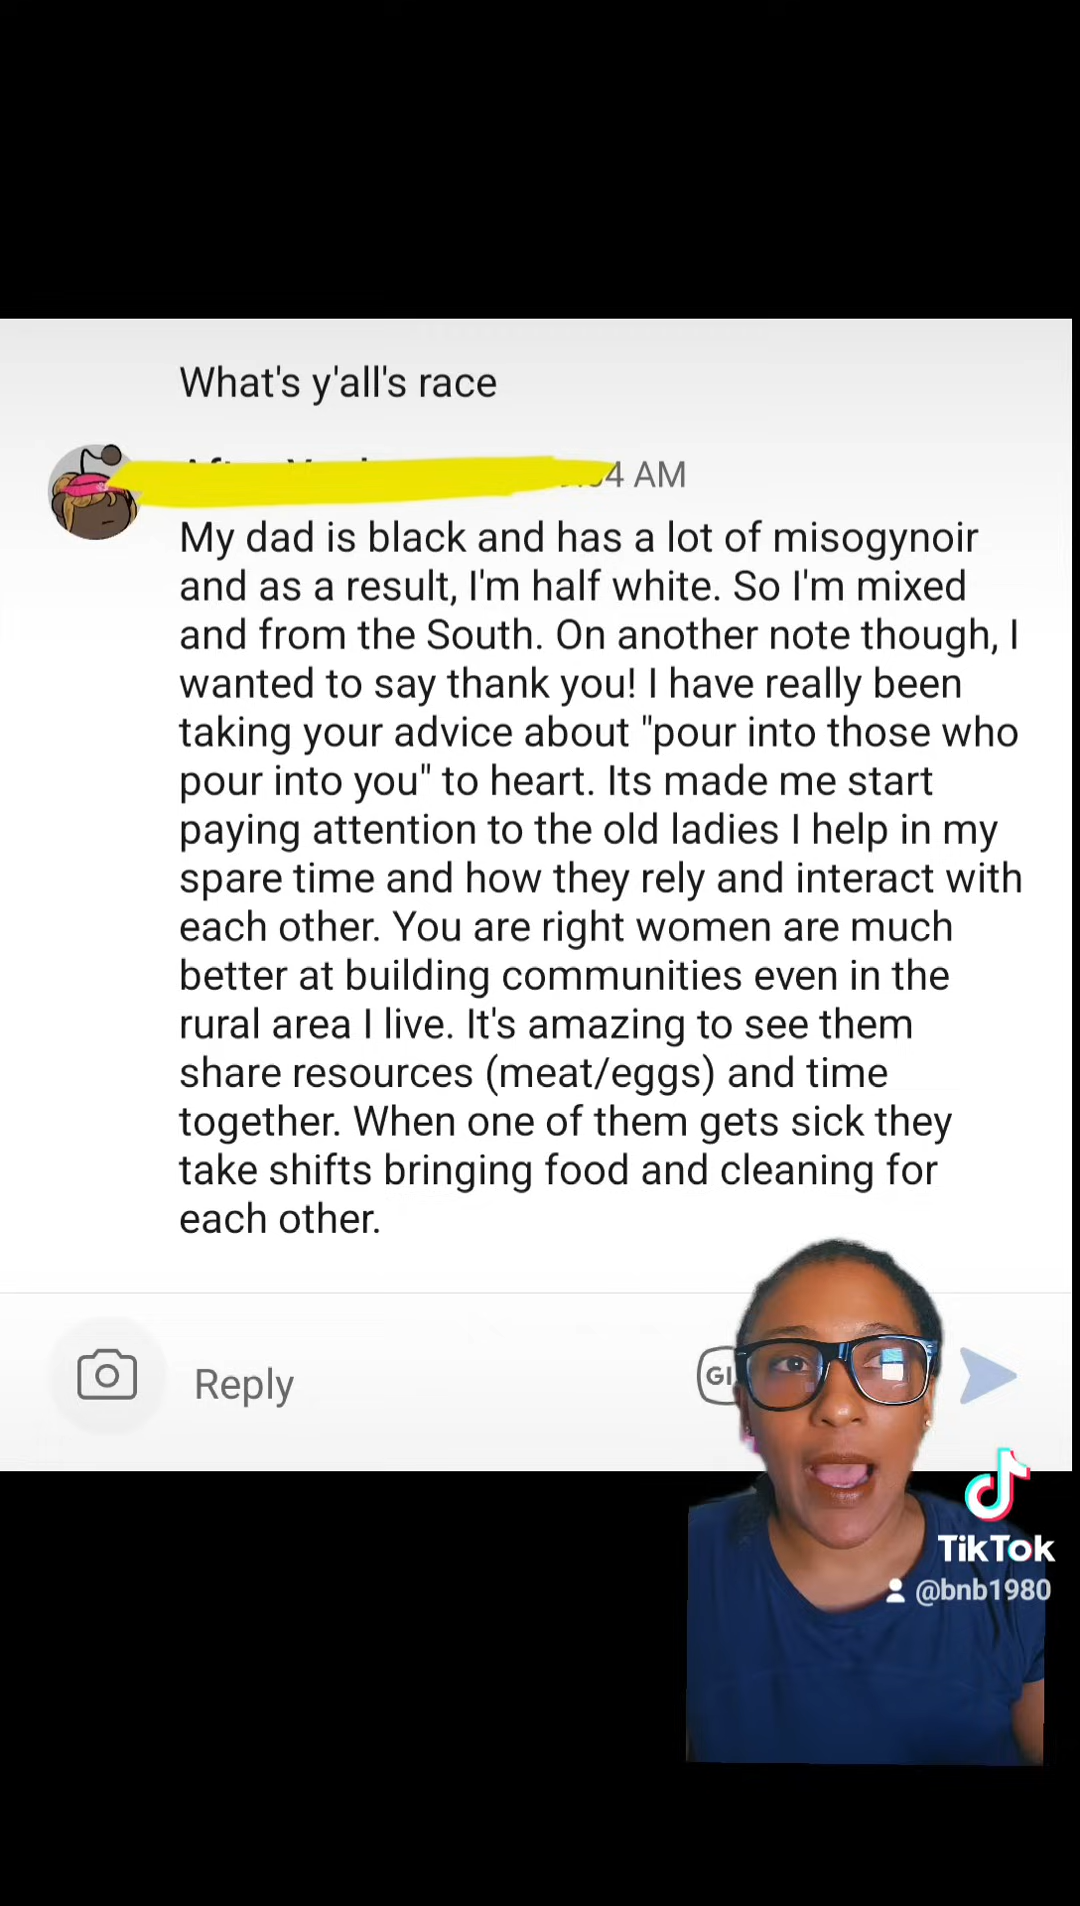 What's y'all's race
4 AM
My dad is black and has a lot of misogynoir
and as a result, I'm half white. So I'm mixed
and from the South. On another note though, I
wanted to say thank you! I have really been
taking your advice about "pour into those who
pour into you" to heart. Its made me start
paying attention to the old ladies I help in my
spare time and how they rely and interact with
each other. You are right women are much
better at building communities even in the
rural area I live. It's amazing to see them
share resources (meat/eggs) and time
together. When one of them gets sick they
take shifts bringing food and cleaning for
each other.
Reply
GI
TikTok
@bnb1980